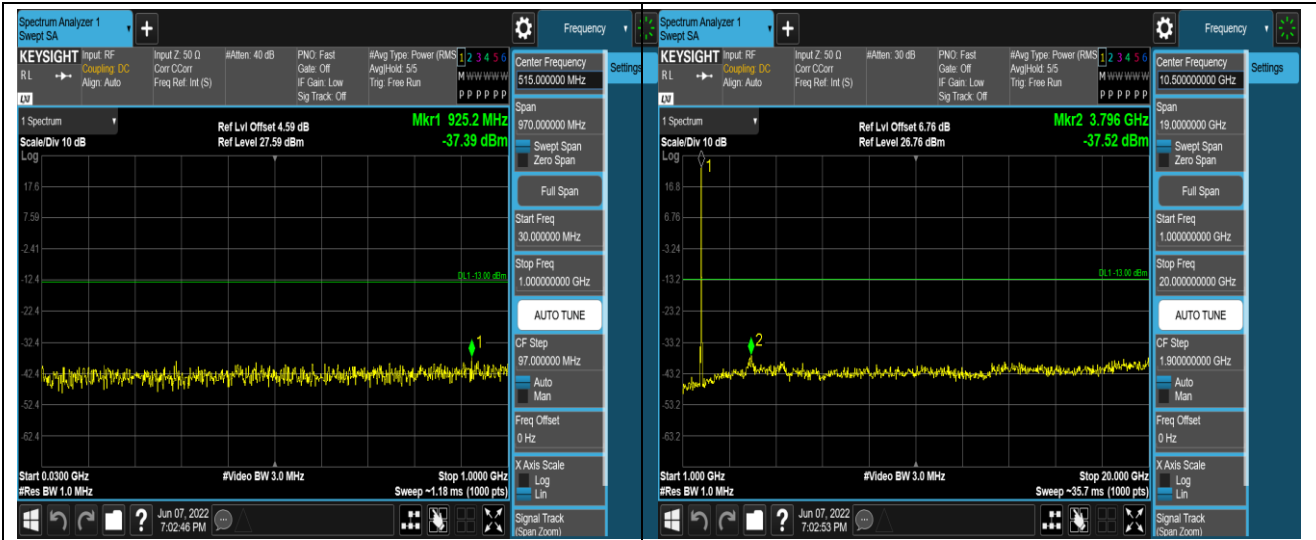 Spectrum Analyzer 1
Swept SA
+
Frequency
KEYSIGHT
RL
Input: RF
Coupling: DC
Align: Auto
Input Z: 50 Ω
Corr CCorr
Freq Ref: Int (S)
#Atten: 40 dB
PNO: Fast
Gate: Off
IF Gain: Low
Sig Track: Off
#Avg Type: Power (RMS
Avg|Hold: 5/5
Trig: Free Run
1 2 3 4 5 6
M W W W W W
P P P P P P
LXI
1 Spectrum
Scale/Div 10 dB
Log
Ref Lvl Offset 4.59 dB
Ref Level 27.59 dBm
Mkr1 925.2 MHz
-37.39 dBm
17.6
7.59
-2.41
-12.4
-22.4
-32.4
-42.4
-52.4
-62.4
DL1 -13.00 dBm
1
Start 0.0300 GHz
#Res BW 1.0 MHz
#Video BW 3.0 MHz
Stop 1.0000 GHz
Sweep ~1.18 ms (1000 pts)
Jun 07, 2022
7:02:46 PM
Center Frequency
515.000000 MHz
Settings
Span
970.000000 MHz
Swept Span
Zero Span
Full Span
Start Freq
30.000000 MHz
Stop Freq
1.000000000 GHz
AUTO TUNE
CF Step
97.000000 MHz
Auto
Man
Freq Offset
0 Hz
X Axis Scale
Log
Lin
Signal Track
(Span Zoom)
Spectrum Analyzer 1
Swept SA
+
Frequency
KEYSIGHT
RL
Input: RF
Coupling: DC
Align: Auto
Input Z: 50 Ω
Corr CCorr
Freq Ref: Int (S)
#Atten: 30 dB
PNO: Fast
Gate: Off
IF Gain: Low
Sig Track: Off
#Avg Type: Power (RMS
Avg|Hold: 5/5
Trig: Free Run
1 2 3 4 5 6
M W W W W W
P P P P P P
LXI
1 Spectrum
Scale/Div 10 dB
Log
Ref Lvl Offset 6.76 dB
Ref Level 26.76 dBm
Mkr2 3.796 GHz
-37.52 dBm
16.8
6.76
-3.24
-13.2
-23.2
-33.2
-43.2
-53.2
-63.2
DL1 -13.00 dBm
1
2
Start 1.000 GHz
#Res BW 1.0 MHz
#Video BW 3.0 MHz
Stop 20.000 GHz
Sweep ~35.7 ms (1000 pts)
Jun 07, 2022
7:02:53 PM
Center Frequency
10.500000000 GHz
Settings
Span
19.0000000 GHz
Swept Span
Zero Span
Full Span
Start Freq
1.000000000 GHz
Stop Freq
20.000000000 GHz
AUTO TUNE
CF Step
1.900000000 GHz
Auto
Man
Freq Offset
0 Hz
X Axis Scale
Log
Lin
Signal Track
(Span Zoom)